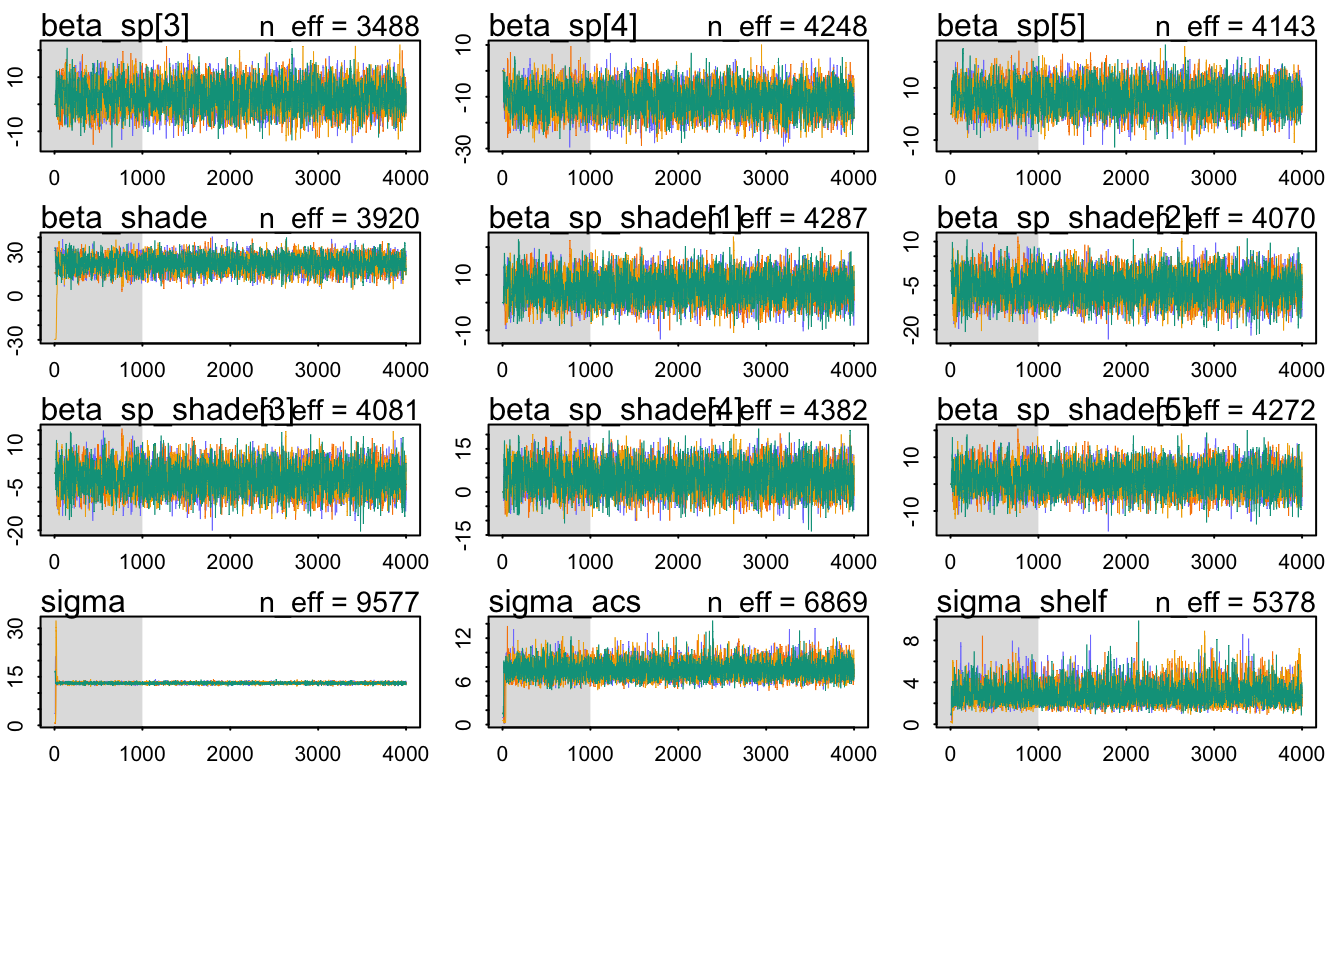 beta_sp[3] n_eff = 3488
beta_sp[4] n_eff = 4248
beta_sp[5] n_eff = 4143
10
-10
10
-10
-30
10
-10
0 1000 2000 3000 4000
0 1000 2000 3000 4000
0 1000 2000 3000 4000
beta_shade n_eff = 3920
beta_sp_shade[1] n_eff = 4287
beta_sp_shade[2] n_eff = 4070
30
0
-30
10
-10
10
-5
-20
0 1000 2000 3000 4000
0 1000 2000 3000 4000
0 1000 2000 3000 4000
beta_sp_shade[3] n_eff = 4081
beta_sp_shade[4] n_eff = 4382
beta_sp_shade[5] n_eff = 4272
10
-5
-20
15
0
-15
10
-10
0 1000 2000 3000 4000
0 1000 2000 3000 4000
0 1000 2000 3000 4000
sigma n_eff = 9577
sigma_acs n_eff = 6869
sigma_shelf n_eff = 5378
30
15
0
12
6
0
8
4
0
0 1000 2000 3000 4000
0 1000 2000 3000 4000
0 1000 2000 3000 4000